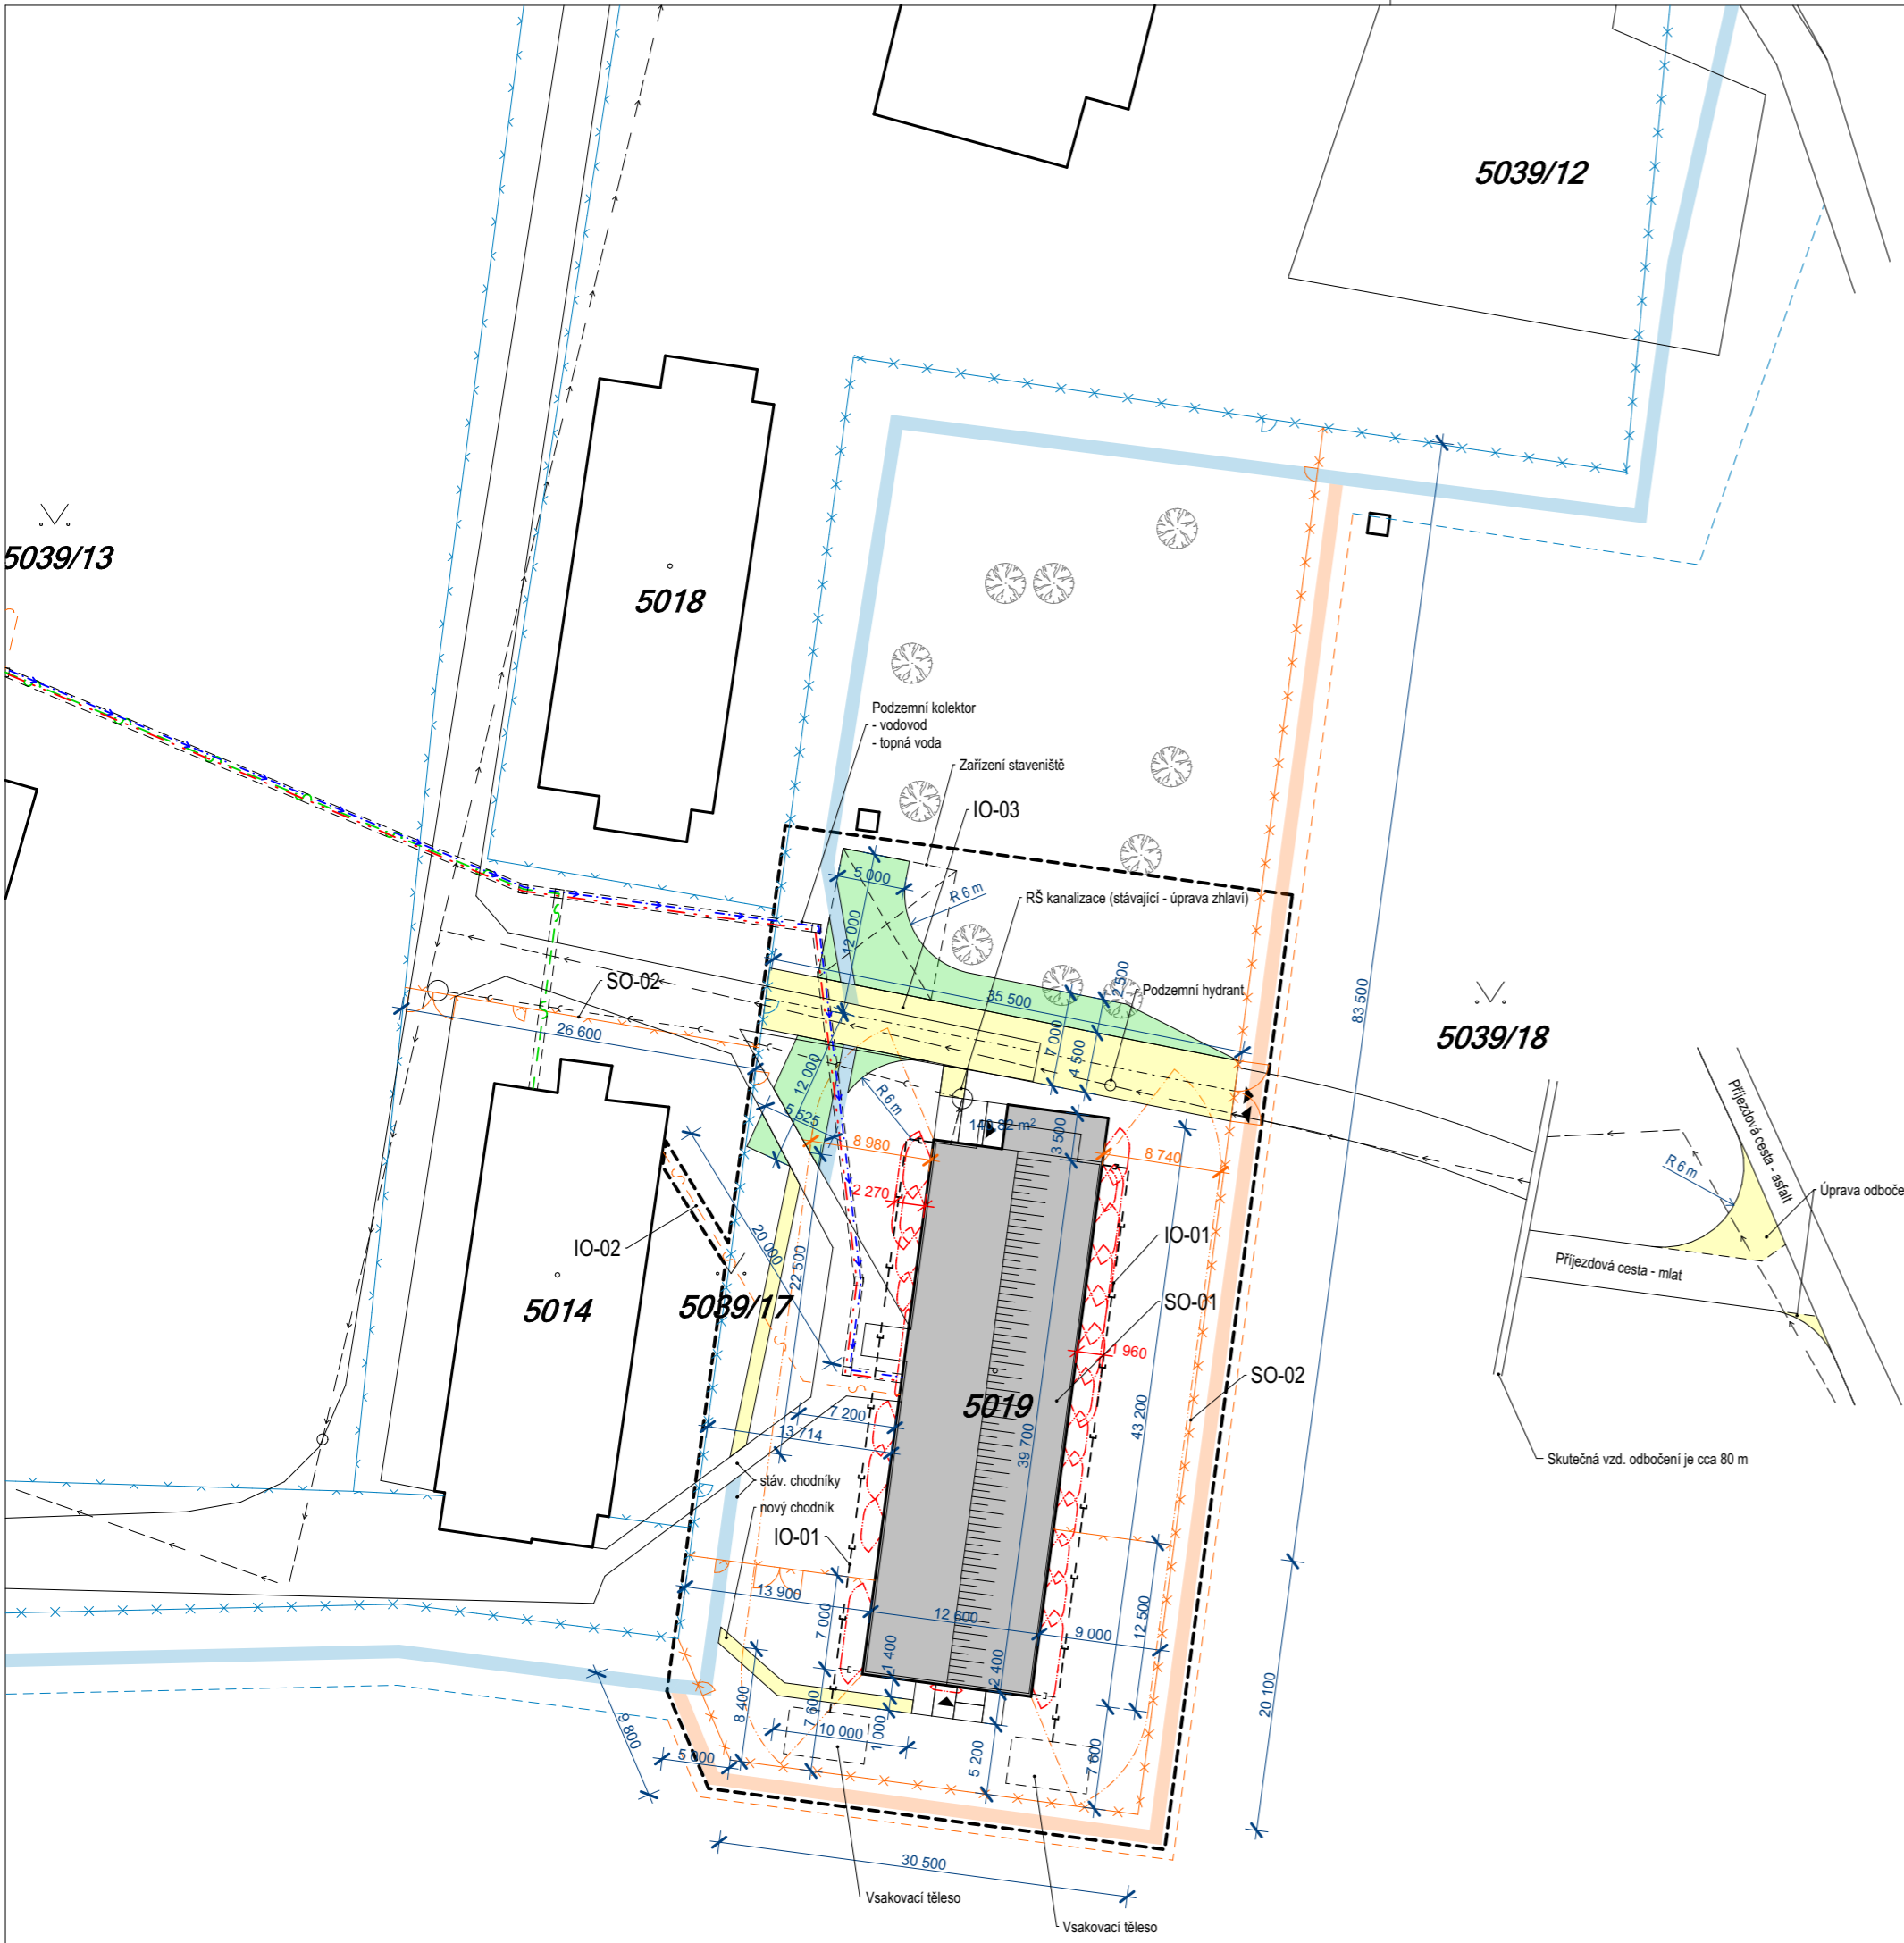 5039/12
5039/13
5018
Podzemní kolektor
- vodovod
- topná voda
Zařízení staveniště
IO-03
5 000
R 6 m
12 000
RŠ kanalizace (stávající - úprava zhlaví)
SO-02
26 600
35 500
2 500
Podzemní hydrant
7 000
4 500
83 500
5039/18
12 000
5 525
R 6 m
8 980
3 500
8 740
2 270
Příjezdová cesta - asfalt
R 6 m
Příjezdová cesta - mlat
Skutečná vzd. odbočení je cca 80 m
IO-02
20 000
22 500
5014
5039/17
IO-01
SO-01
1 960
SO-02
5019
7 200
13 714
39 700
43 200
stáv. chodníky
nový chodník
IO-01
13 900
7 000
12 600
9 000
12 500
1 400
2 400
8 400
7 600
10 000
1 000
5 200
7 600
20 100
9 800
5 000
30 500
Vsakovací těleso
Vsakovací těleso
Úprava